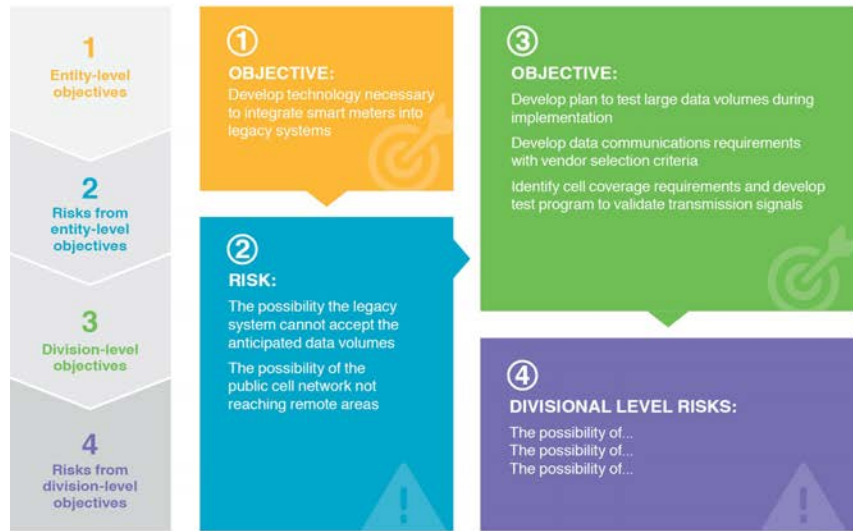 1
Entity-level
objectives
2
Risks from
entity-level
objectives
3
Division-level
objectives
4
Risks from
division-level
objectives
1
OBJECTIVE:
Develop technology necessary
to integrate smart meters into
legacy systems
2
RISK:
The possibility the legacy
system cannot accept the
anticipated data volumes
The possibility of the
public cell network not
reaching remote areas
3
OBJECTIVE:
Develop plan to test large data volumes during
implementation
Develop data communications requirements
with vendor selection criteria
Identify cell coverage requirements and develop
test program to validate transmission signals
4
DIVISIONAL LEVEL RISKS:
The possibility of...
The possibility of...
The possibility of...